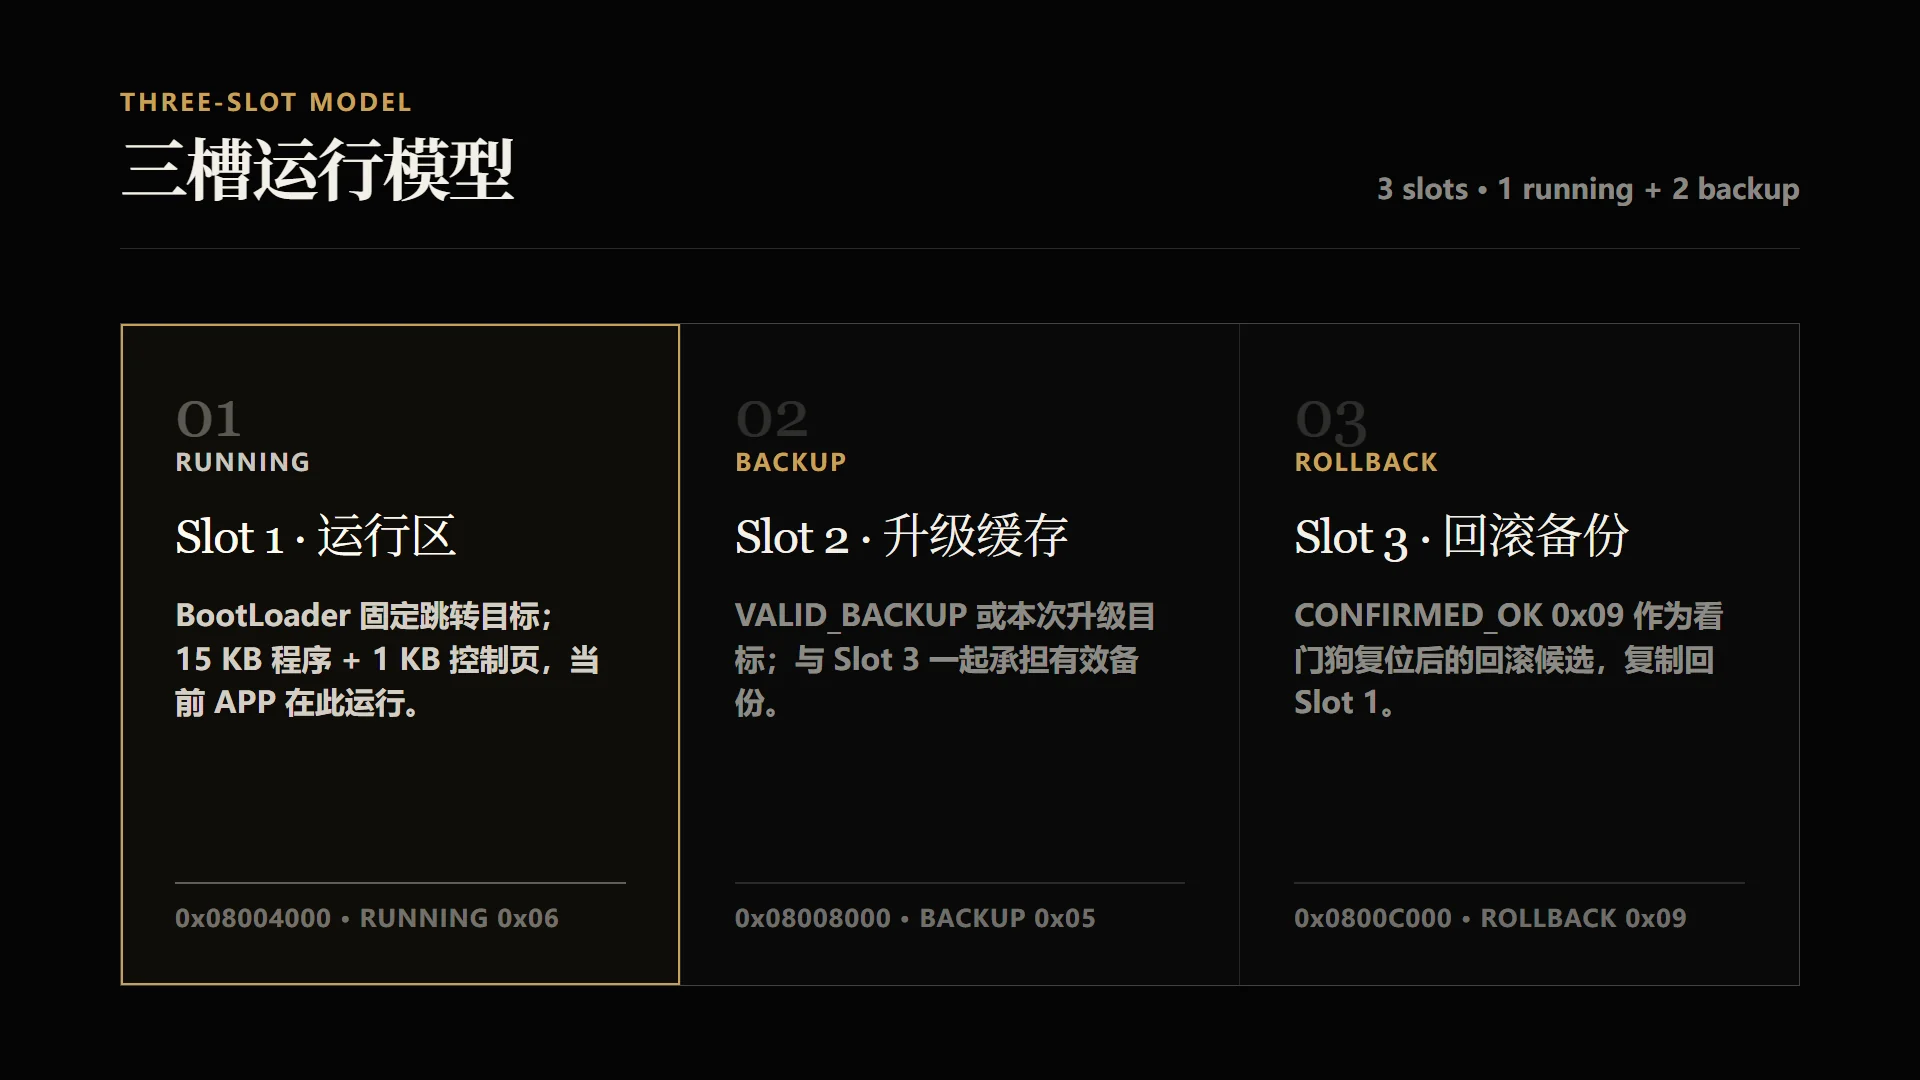 THREE-SLOT MODEL
三槽运行模型
3 slots • 1 running + 2 backup
01
RUNNING
Slot 1 · 运行区
BootLoader 固定跳转目标；
15 KB 程序 + 1 KB 控制页，当
前 APP 在此运行。
0x08004000 • RUNNING 0x06
02
BACKUP
Slot 2 · 升级缓存
VALID_BACKUP 或本次升级目
标；与 Slot 3 一起承担有效备
份。
0x08008000 • BACKUP 0x05
03
ROLLBACK
Slot 3 · 回滚备份
CONFIRMED_OK 0x09 作为看
门狗复位后的回滚候选，复制回
Slot 1。
0x0800C000 • ROLLBACK 0x09